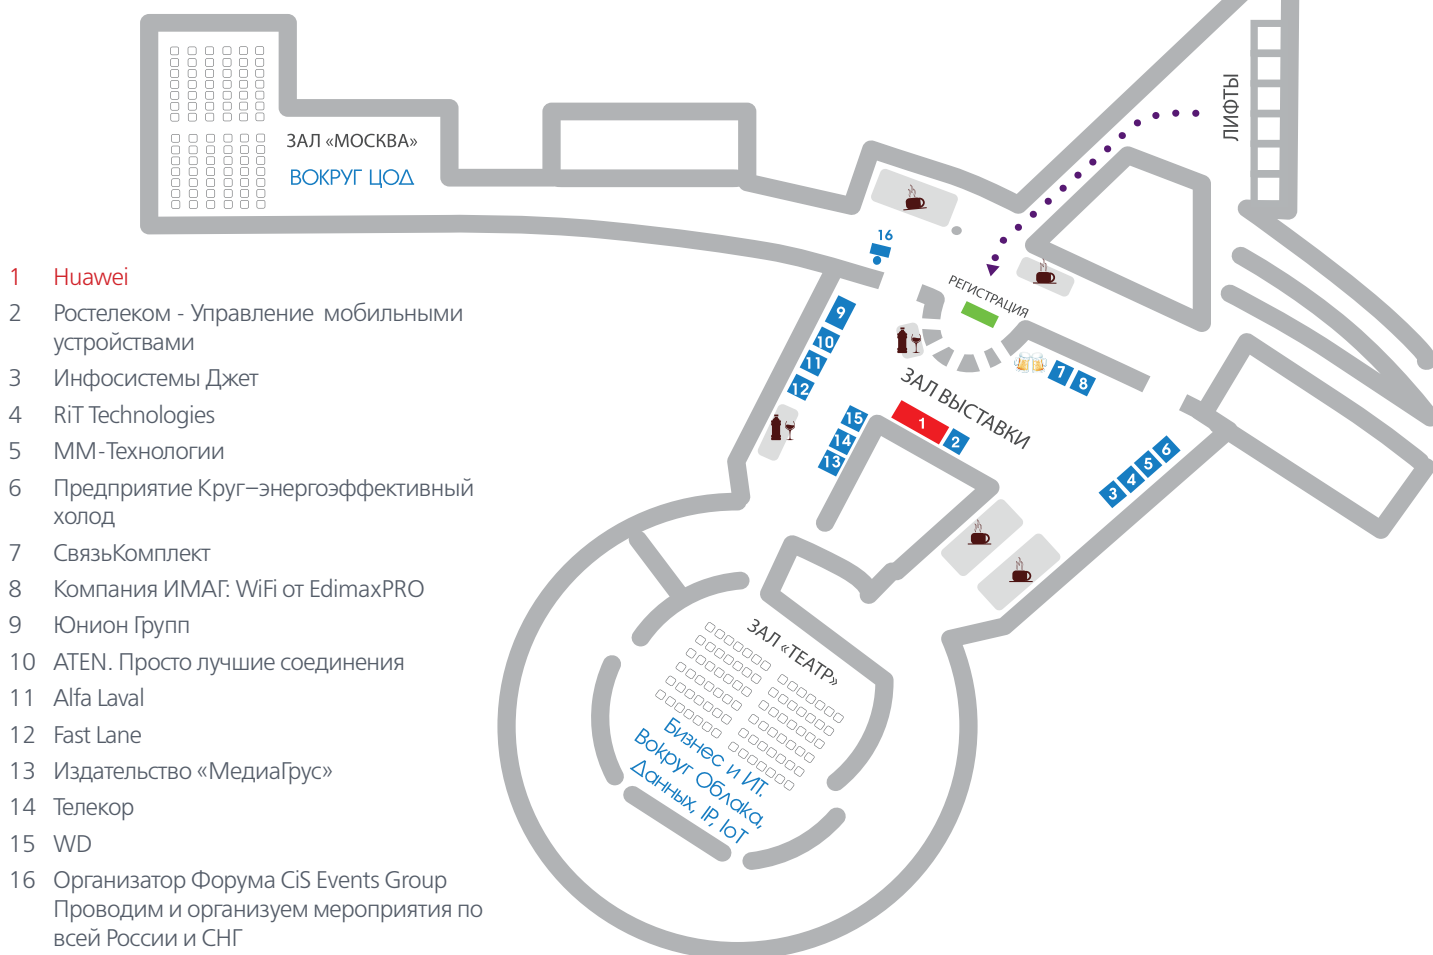 ЗАЛ «МОСКВА»
ВОКРУГ ЦОД
ЛИФТЫ
16
РЕГИСТРАЦИЯ
9
10
11
12
15
14
13
1
2
7
8
ЗАЛ ВЫСТАВКИ
3
4
5
6
ЗАЛ «ТЕАТР»
Бизнес и ИТ.
Вокруг Облака,
Данных, IP, IoT
1 Huawei
2 Ростелеком - Управление мобильными
устройствами
3 Инфосистемы Джет
4 RiT Technologies
5 ММ-Технологии
6 Предприятие Круг–энергоэффективный
холод
7 СвязьКомплект
8 Компания ИМАГ: WiFi от EdimaxPRO
9 Юнион Групп
10 ATEN. Просто лучшие соединения
11 Alfa Laval
12 Fast Lane
13 Издательство «МедиаГрус»
14 Телекор
15 WD
16 Организатор Форума CiS Events Group
Проводим и организуем мероприятия по
всей России и СНГ